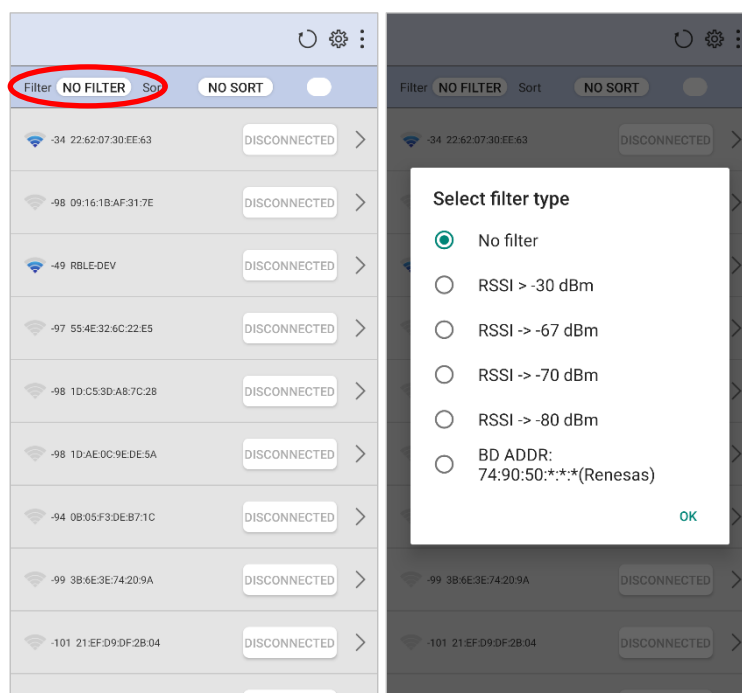 Filter NO FILTER Sort NO SORT
-34 22:62:07:30:EE:63 DISCONNECTED
-98 09:16:1B:AF:31:7E DISCONNECTED
-49 RBLE-DEV DISCONNECTED
-97 55:4E:32:6C:22:E5 DISCONNECTED
-98 1D:C5:3D:A8:7C:28 DISCONNECTED
-98 1D:AE:0C:9E:DE:5A DISCONNECTED
-94 0B:05:F3:DE:B7:1C DISCONNECTED
-99 3B:6E:3E:74:20:9A DISCONNECTED
-101 21:EF:D9:DF:2B:04 DISCONNECTED
Filter NO FILTER Sort NO SORT
-34 22:62:07:30:EE:63 DISCONNECTED
Select filter type
No filter
RSSI > -30 dBm
RSSI -> -67 dBm
RSSI -> -70 dBm
RSSI -> -80 dBm
BD ADDR:
74:90:50:*:*:*(Renesas)
OK
-99 3B:6E:3E:74:20:9A DISCONNECTED
-101 21:EF:D9:DF:2B:04 DISCONNECTED